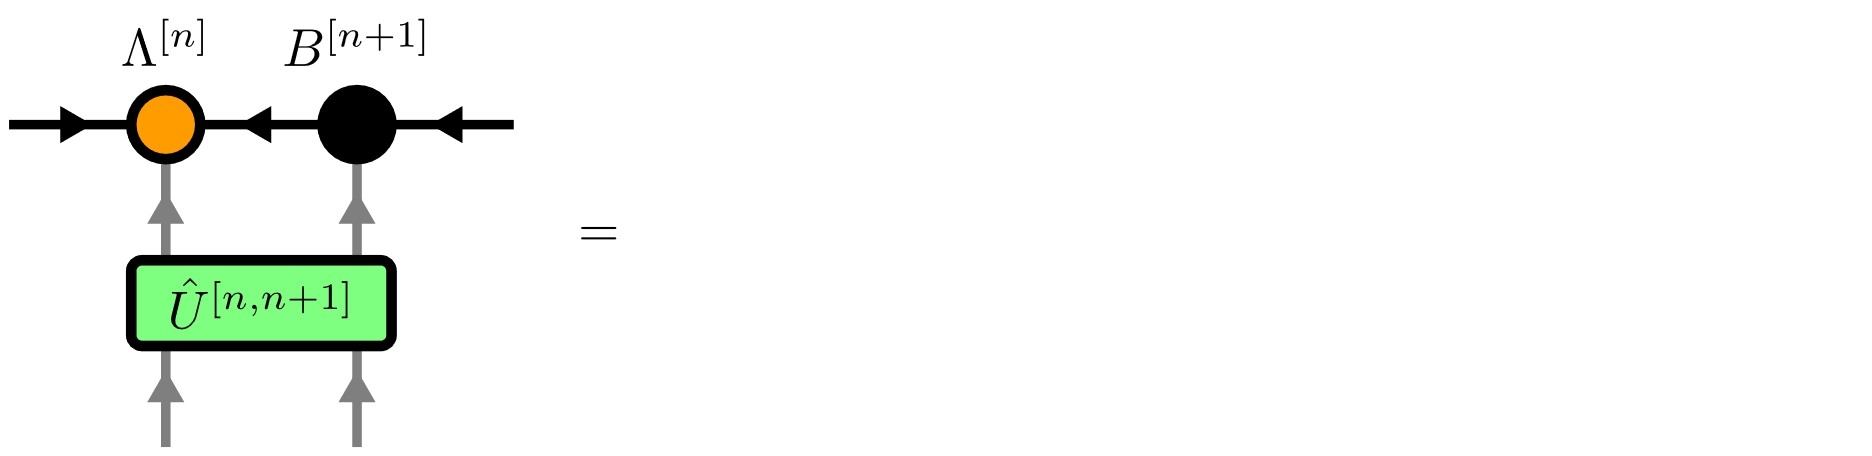 Λ^[n] B^[n+1]
=
Û^[n,n+1]